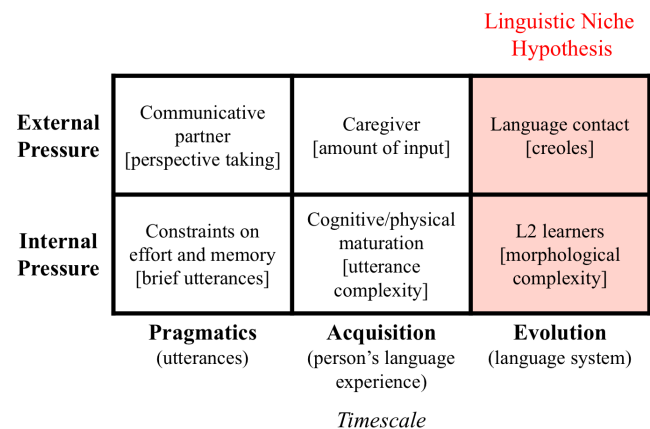 Linguistic Niche
Hypothesis
External
Pressure
Communicative
partner
[perspective taking]
Caregiver
[amount of input]
Language contact
[creoles]
Internal
Pressure
Constraints on
effort and memory
[brief utterances]
Cognitive/physical
maturation
[utterance
complexity]
L2 learners
[morphological
complexity]
Pragmatics
(utterances)
Acquisition
(person’s language
experience)
Evolution
(language system)
Timescale